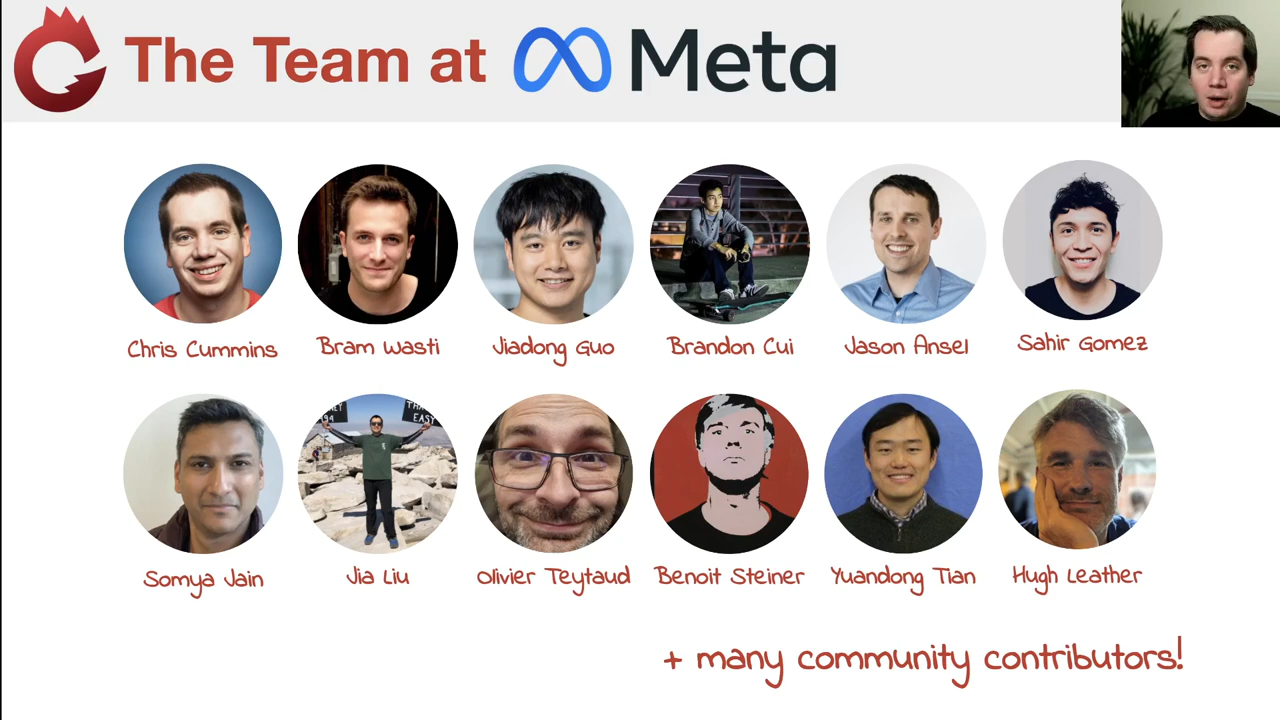 The Team at Meta
Chris Cummins
Bram Wasti
Jiadong Guo
Brandon Cui
Jason Ansel
Sahir Gomez
EASY
Somya Jain
Jia Liu
Olivier Teytaud
Benoit Steiner
Yuandong Tian
Hugh Leather
+ many community contributors!